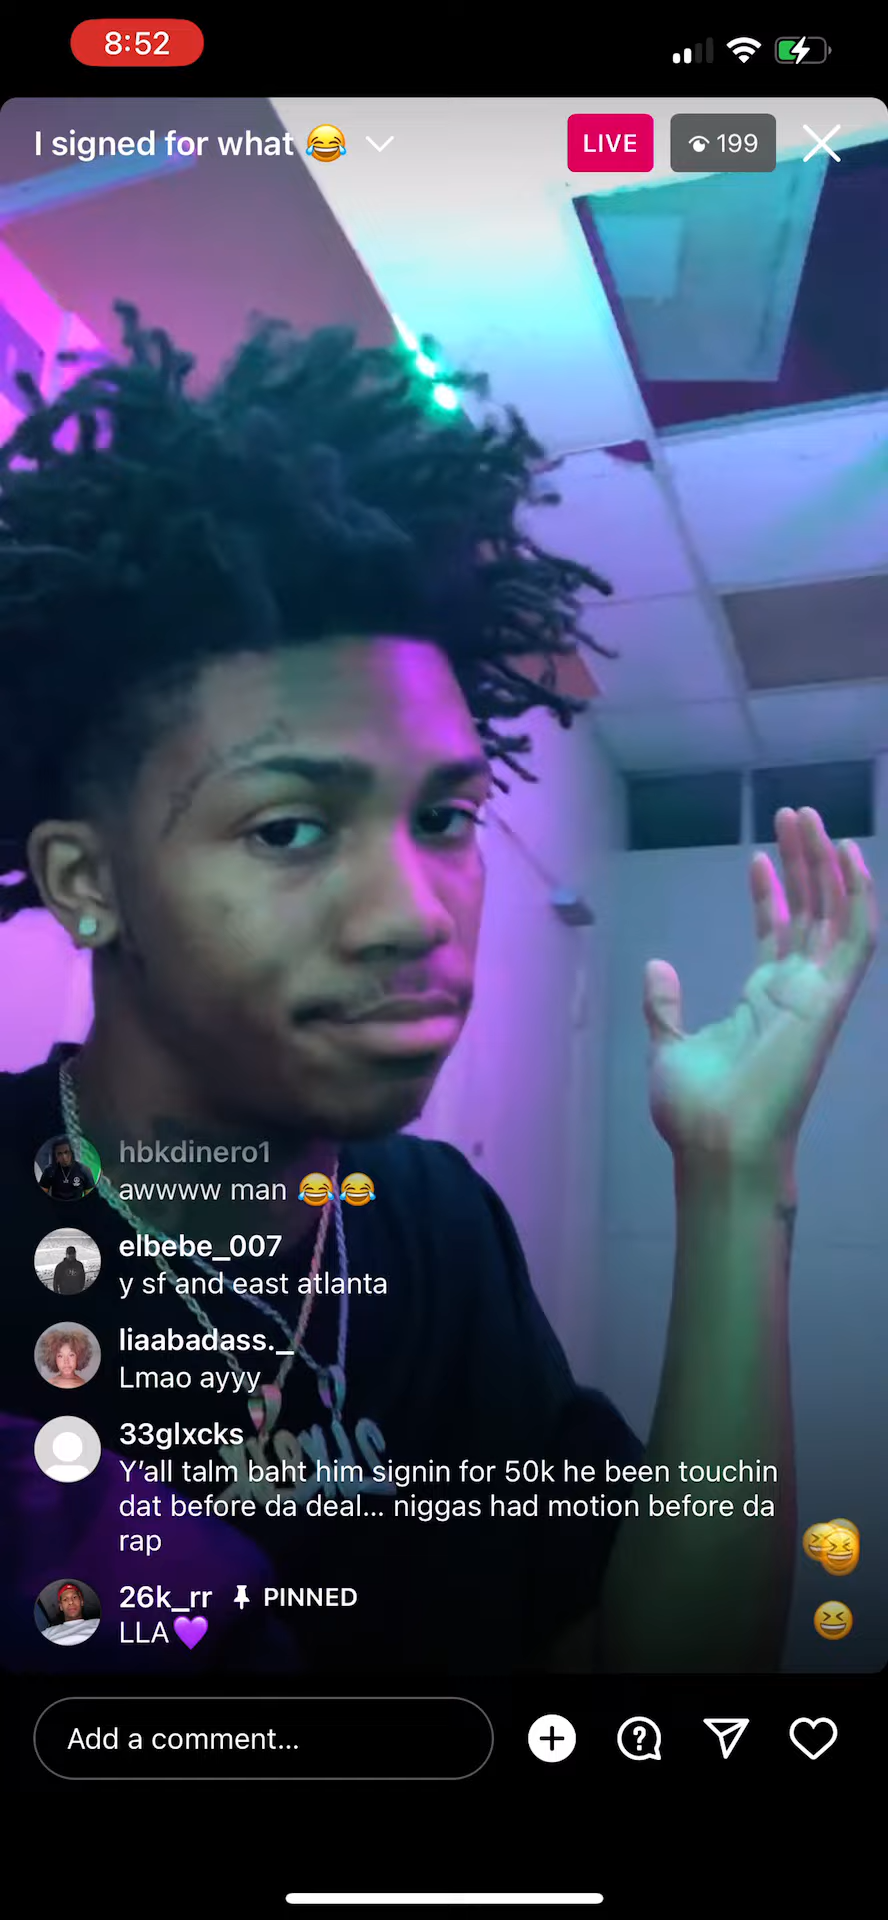 8:52
I signed for what 😂
LIVE
199
hbkdinero1
awwww man 😂😂
elbebe_007
y sf and east atlanta
liaabadass._
Lmao ayyy
33glxcks
Y’all talm baht him signin for 50k he been touchin
dat before da deal... niggas had motion before da
rap
26k_rr PINNED
LLA💜
Add a comment...